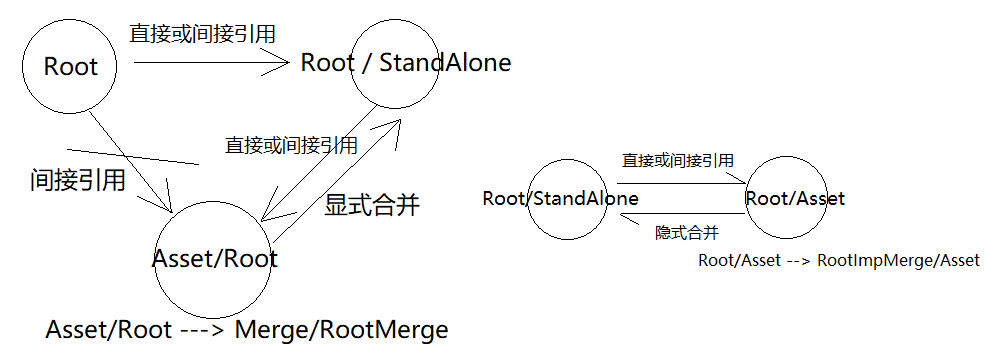 直接或间接引用
Root
Root / StandAlone
直接或间接引用
间接引用
显式合并
Asset/Root
Asset/Root ---> Merge/RootMerge
直接或间接引用
Root/StandAlone
Root/Asset
隐式合并
Root/Asset --> RootImpMerge/Asset